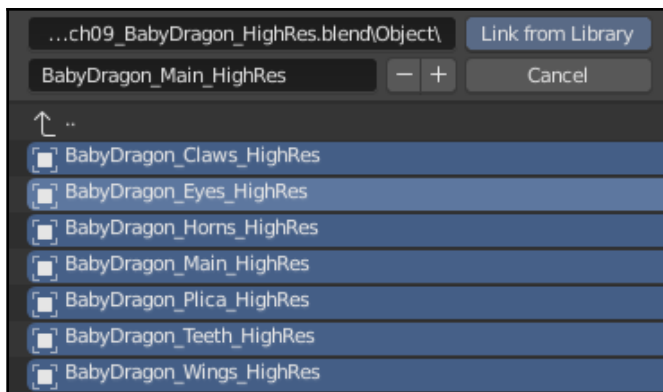 ...ch09_BabyDragon_HighRes.blend\Object\ Link from Library
BabyDragon_Main_HighRes − + Cancel
..
BabyDragon_Claws_HighRes
BabyDragon_Eyes_HighRes
BabyDragon_Horns_HighRes
BabyDragon_Main_HighRes
BabyDragon_Plica_HighRes
BabyDragon_Teeth_HighRes
BabyDragon_Wings_HighRes